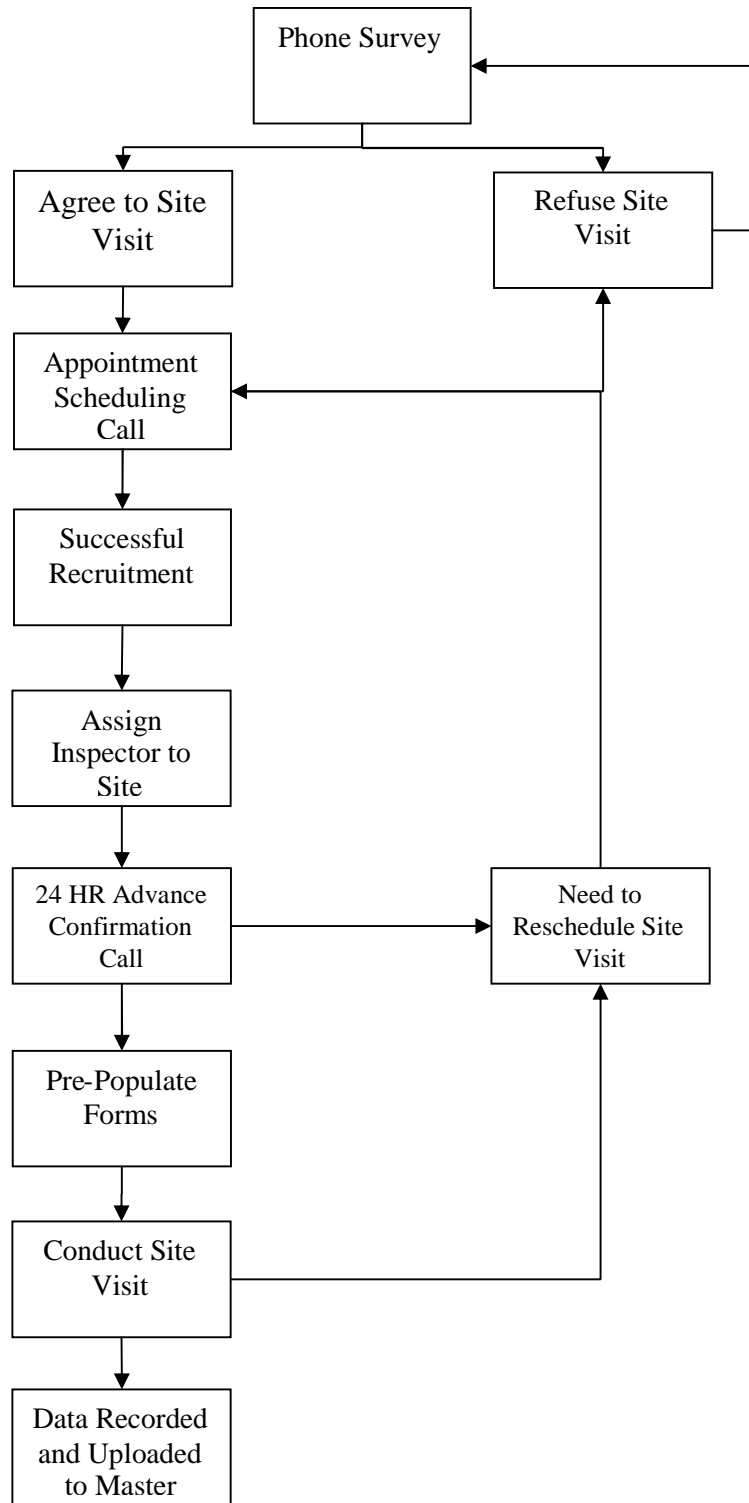 Phone Survey
Agree to Site
Visit
Refuse Site
Visit
Appointment
Scheduling
Call
Successful
Recruitment
Assign
Inspector to
Site
24 HR Advance
Confirmation
Call
Need to
Reschedule Site
Visit
Pre-Populate
Forms
Conduct Site
Visit
Data Recorded
and Uploaded
to Master